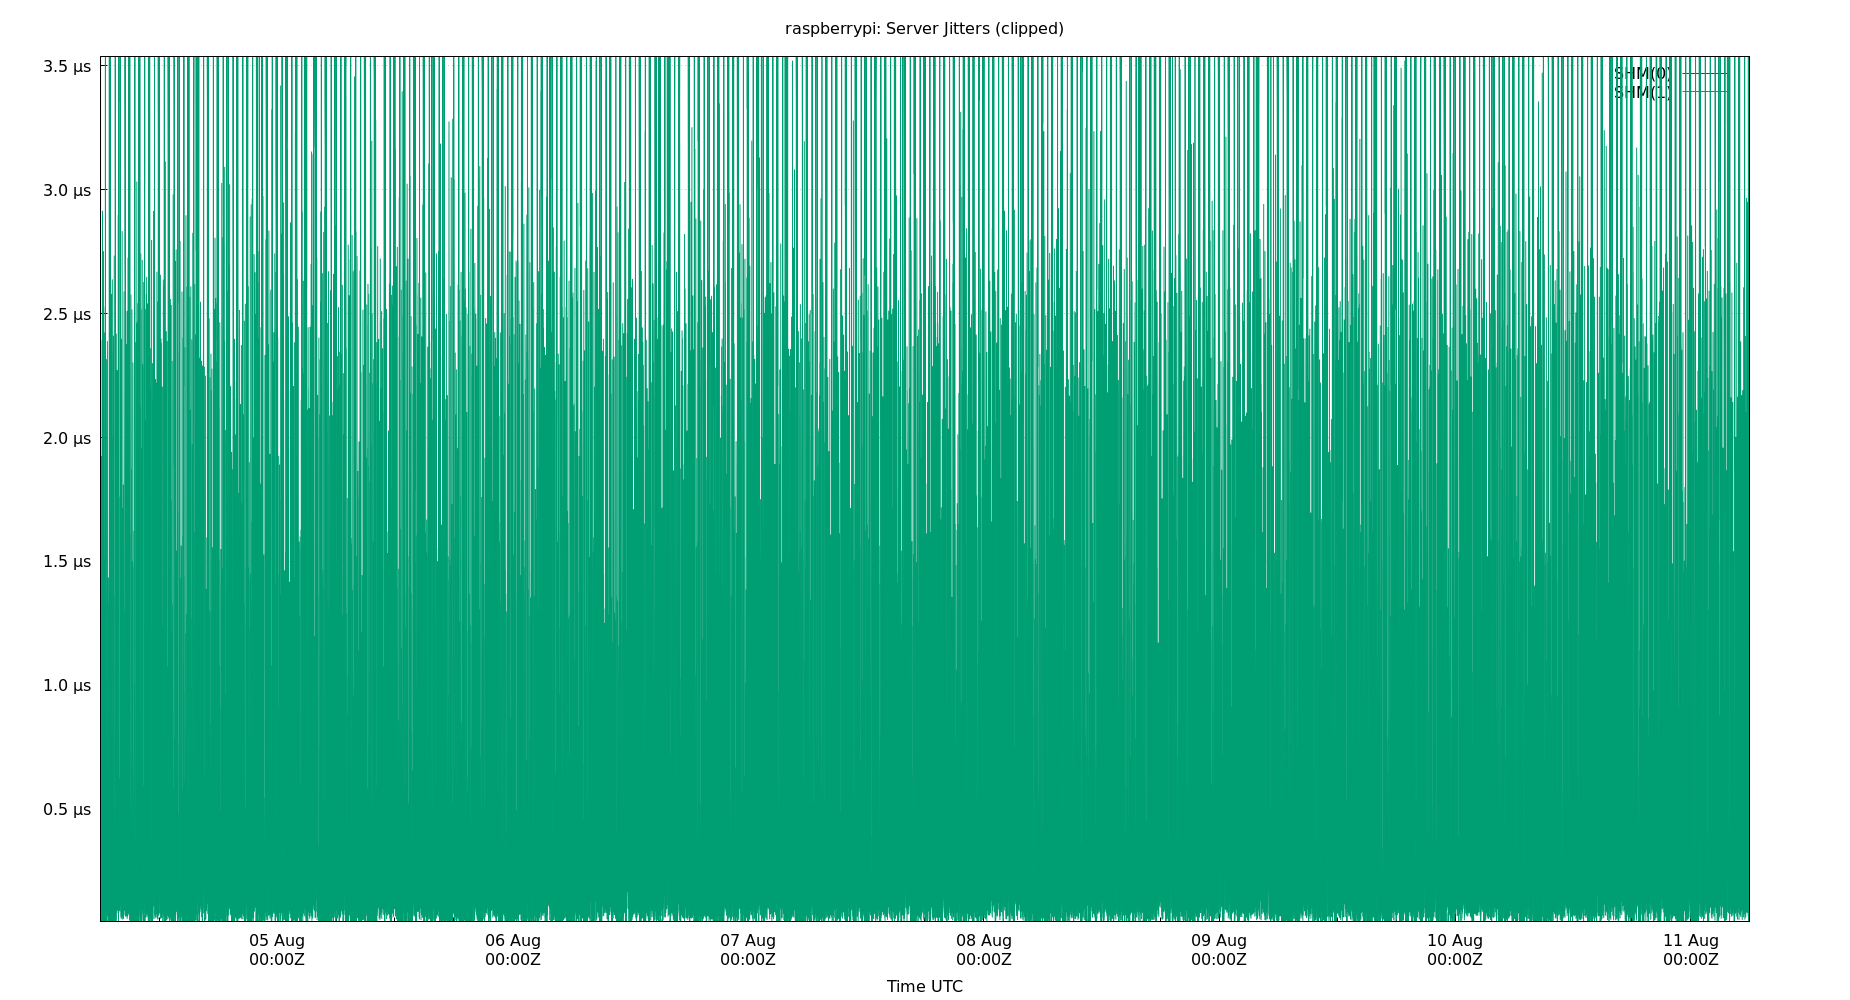 raspberrypi: Server Jitters (clipped)
3.5 µs
3.0 µs
2.5 µs
2.0 µs
1.5 µs
1.0 µs
0.5 µs
SHM(0)
SHM(1)
05 Aug 06 Aug 07 Aug 08 Aug 09 Aug 10 Aug 11 Aug
00:00Z 00:00Z 00:00Z 00:00Z 00:00Z 00:00Z 00:00Z
Time UTC